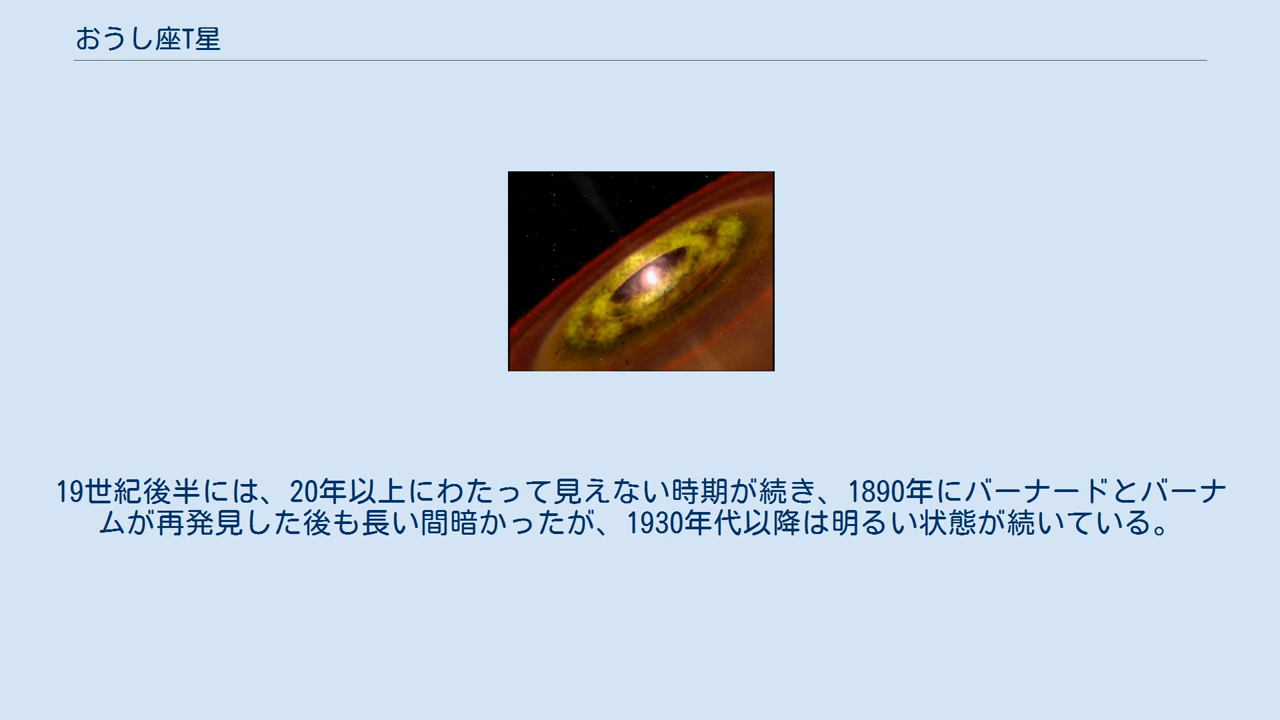 おうし座T星
19世紀後半には、20年以上にわたって見えない時期が続き、1890年にバーナードとバーナ
ムが再発見した後も長い間暗かったが、1930年代以降は明るい状態が続いている。